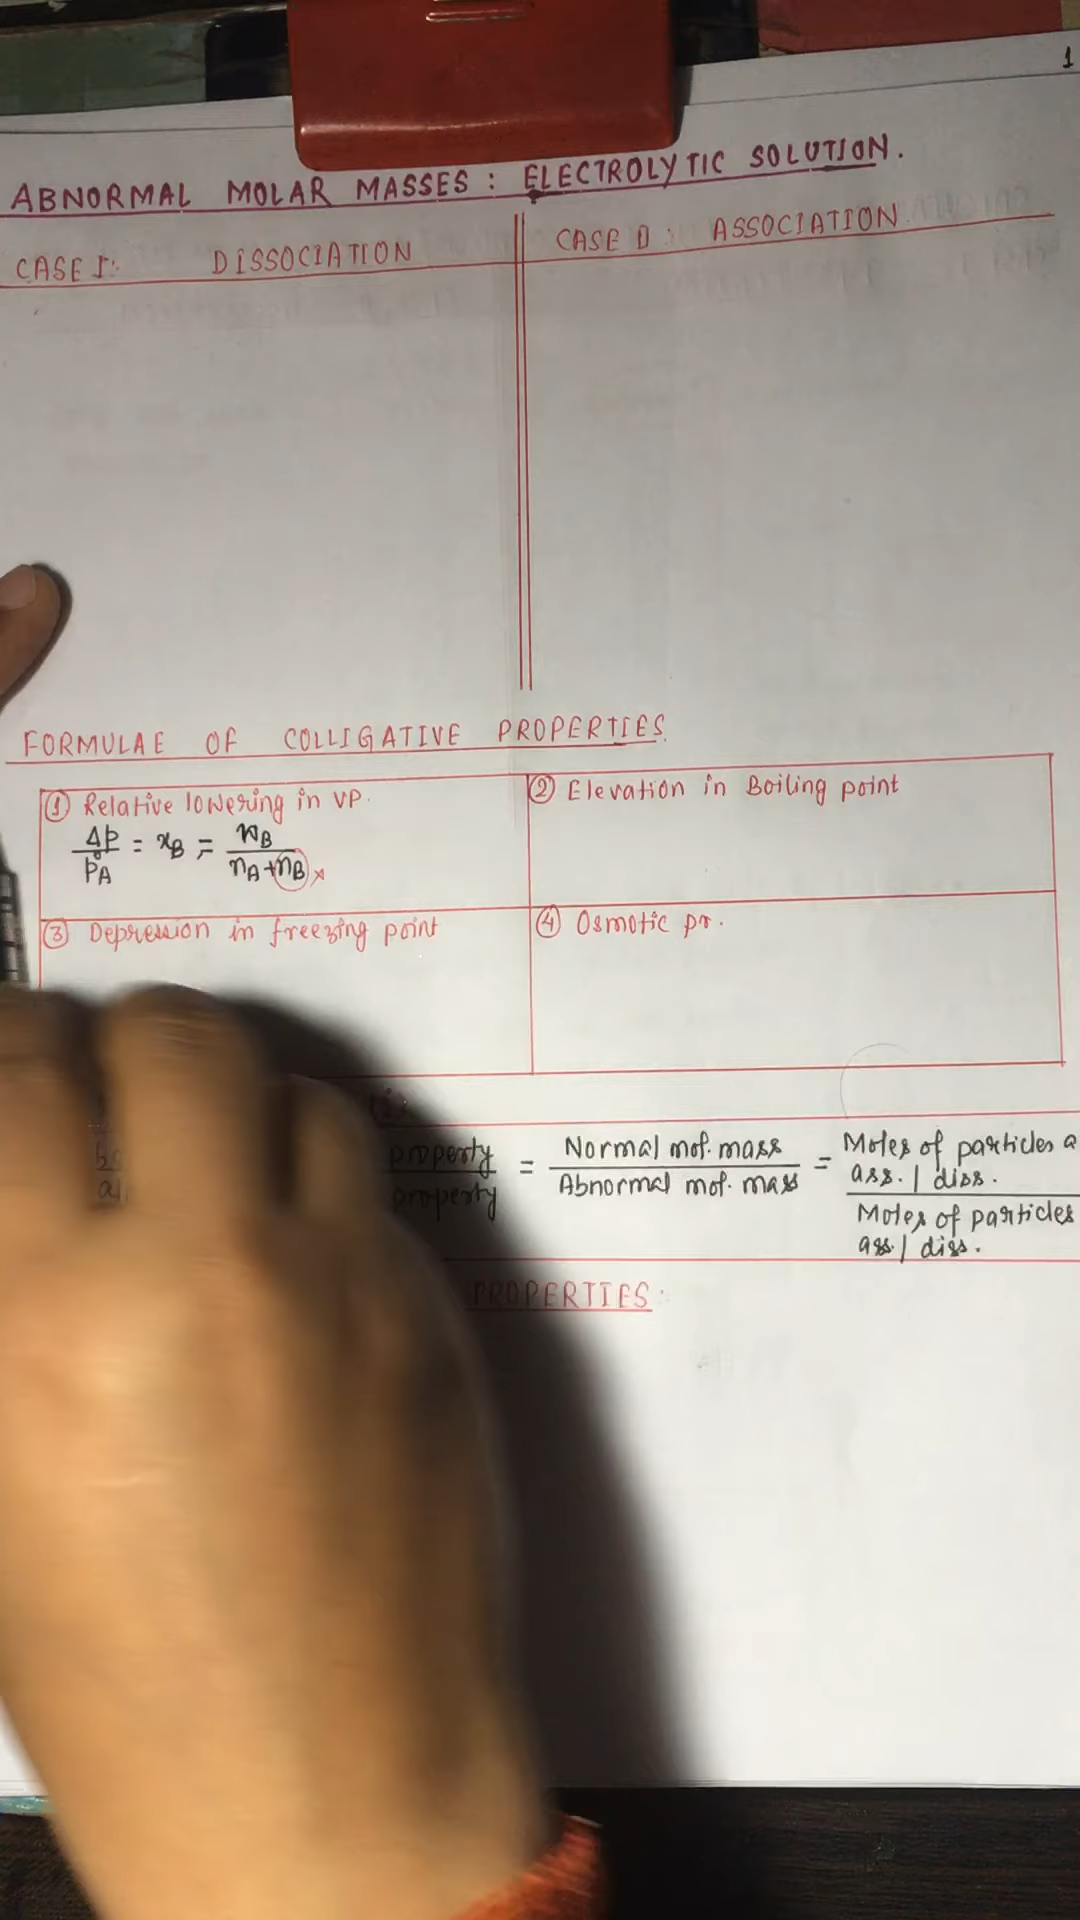 1
ABNORMAL MOLAR MASSES: ELECTROLYTIC SOLUTION.
CASE I: DISSOCIATION
CASE II: ASSOCIATION
FORMULAE OF COLLIGATIVE PROPERTIES
① Relative lowering in VP.
Δp/p°A = xB = nB/nA+nB x
② Elevation in Boiling point
③ Depression in freezing point
④ Osmotic pr.
property/property = Normal mol. mass/Abnormal mol. mass = Moles of particles a
ass. / diss.
Moles of particles
ass. / diss.
PROPERTIES: